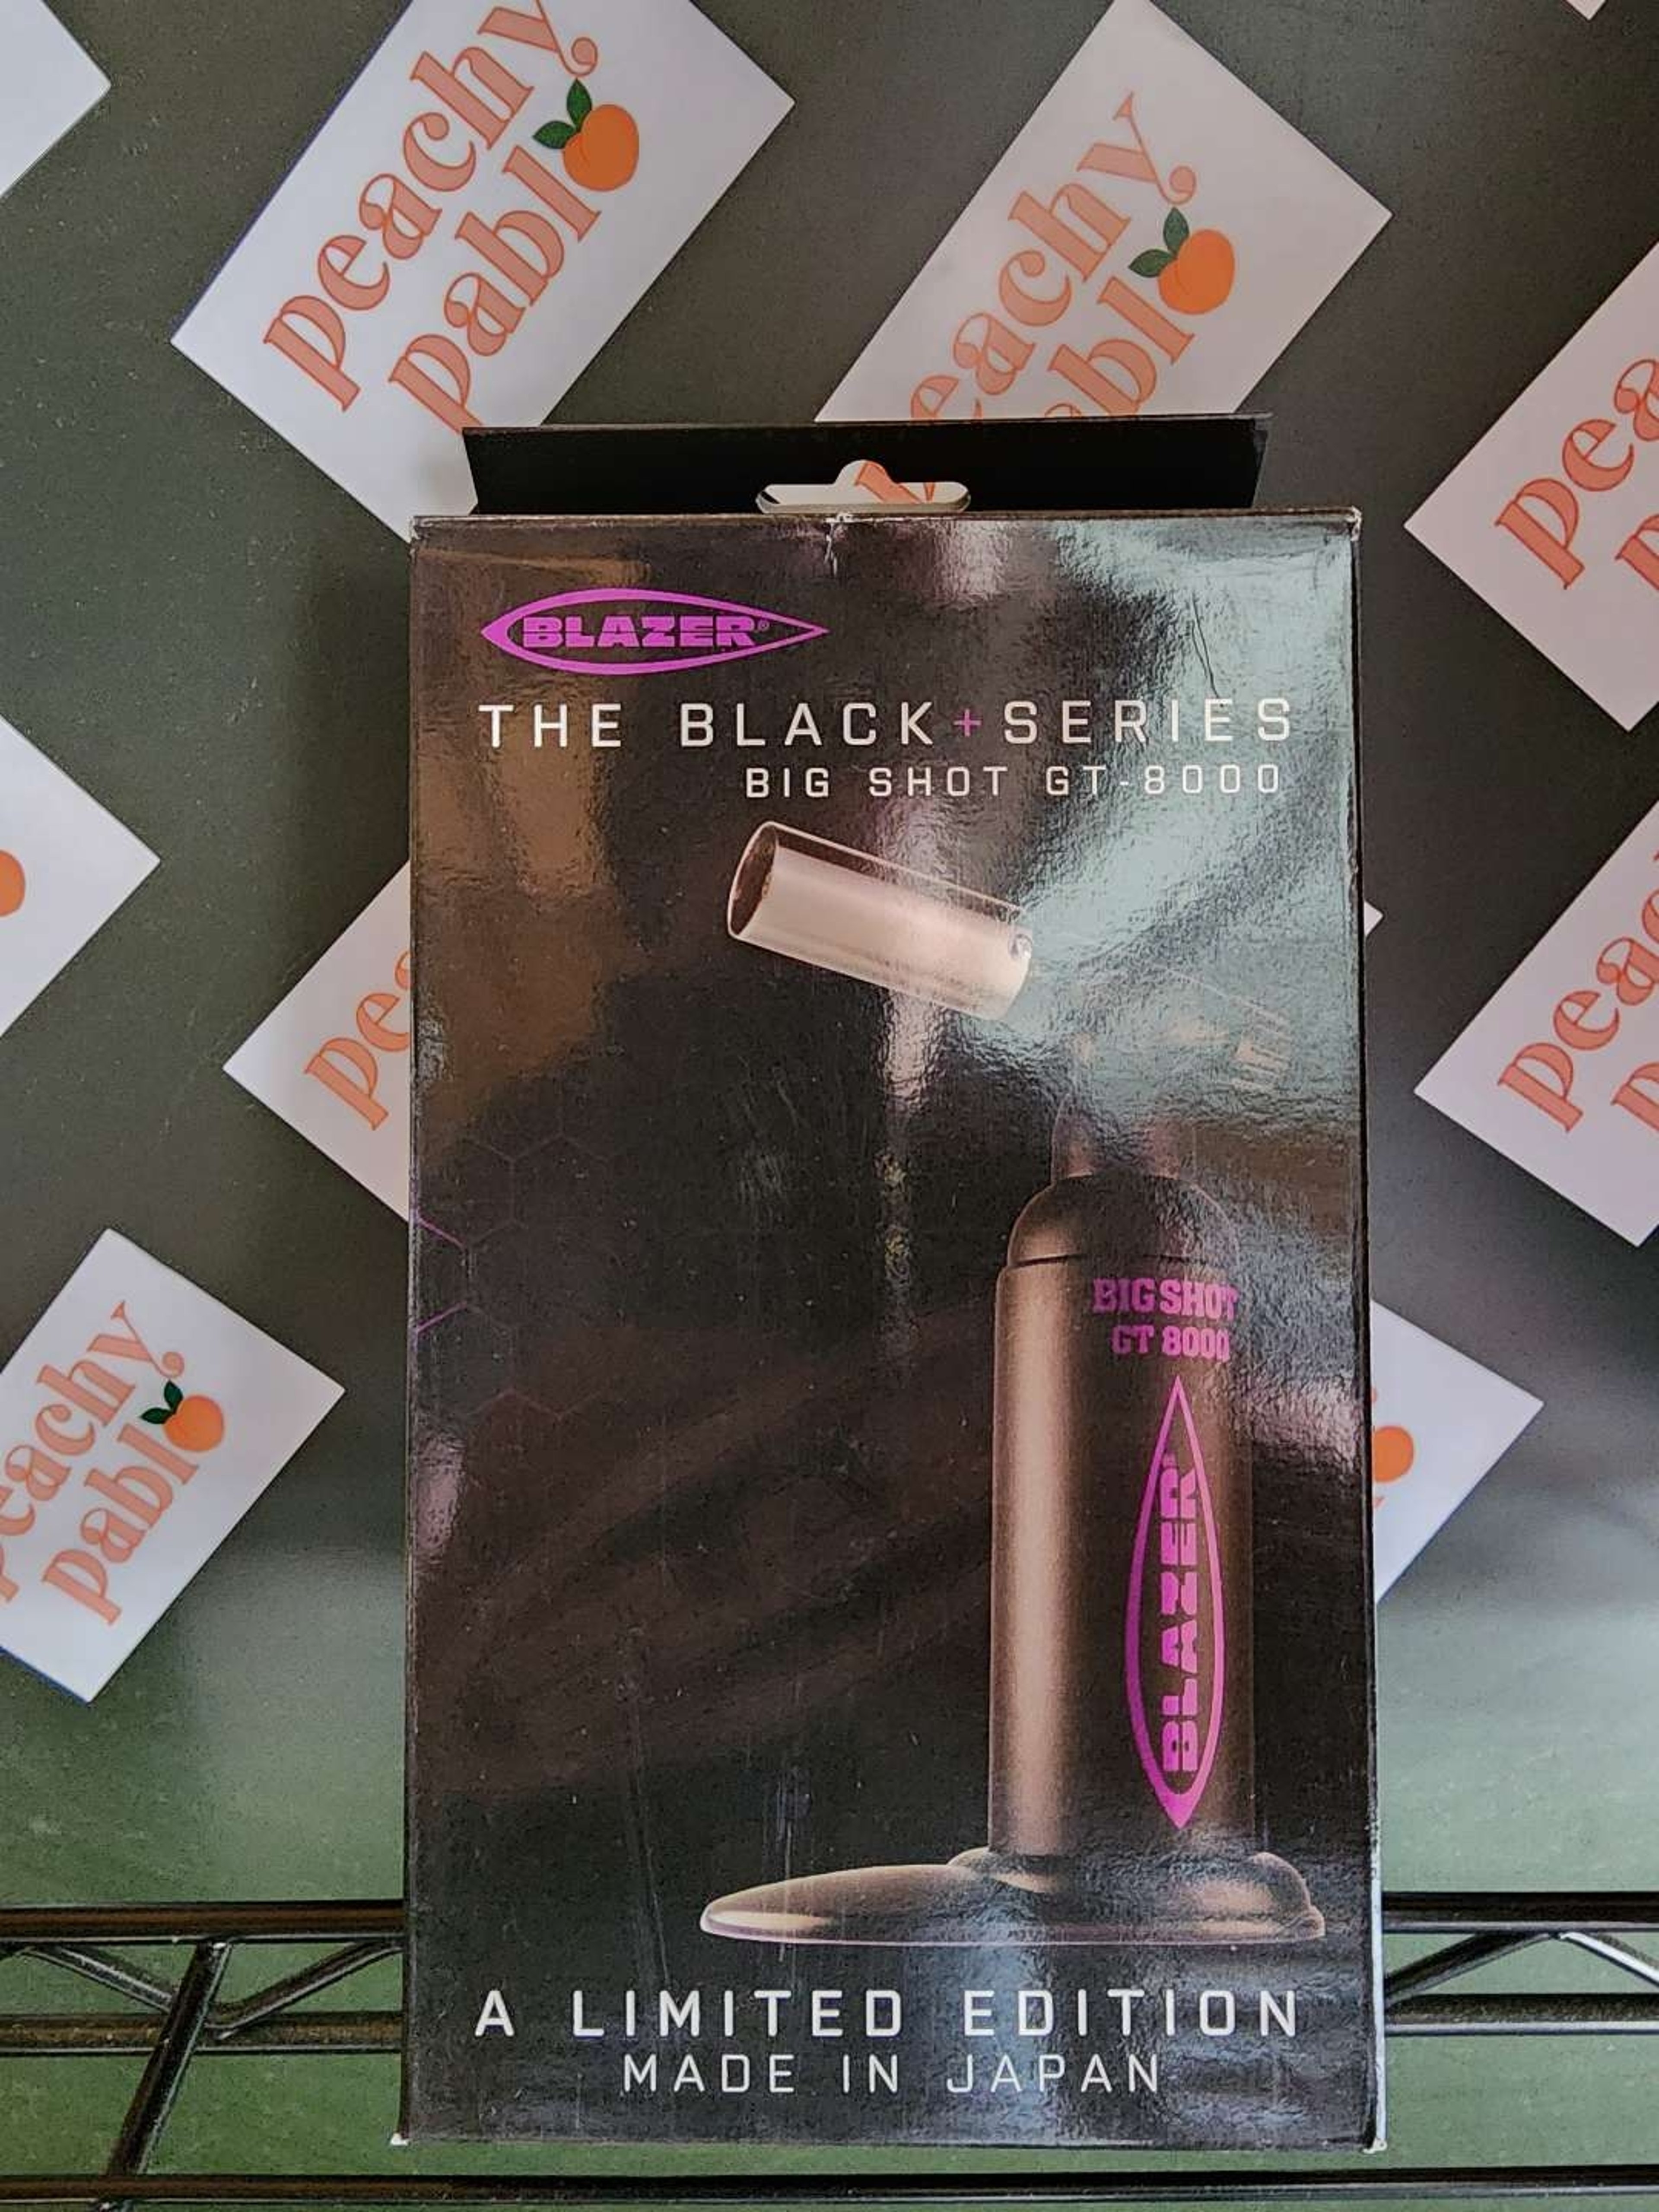 peachy
pablo
peachy
pablo
BLAZER®
THE BLACK+SERIES
BIG SHOT GT-8000
BIG SHOT
GT 8000
BLAZER
peachy
pablo
A LIMITED EDITION
MADE IN JAPAN